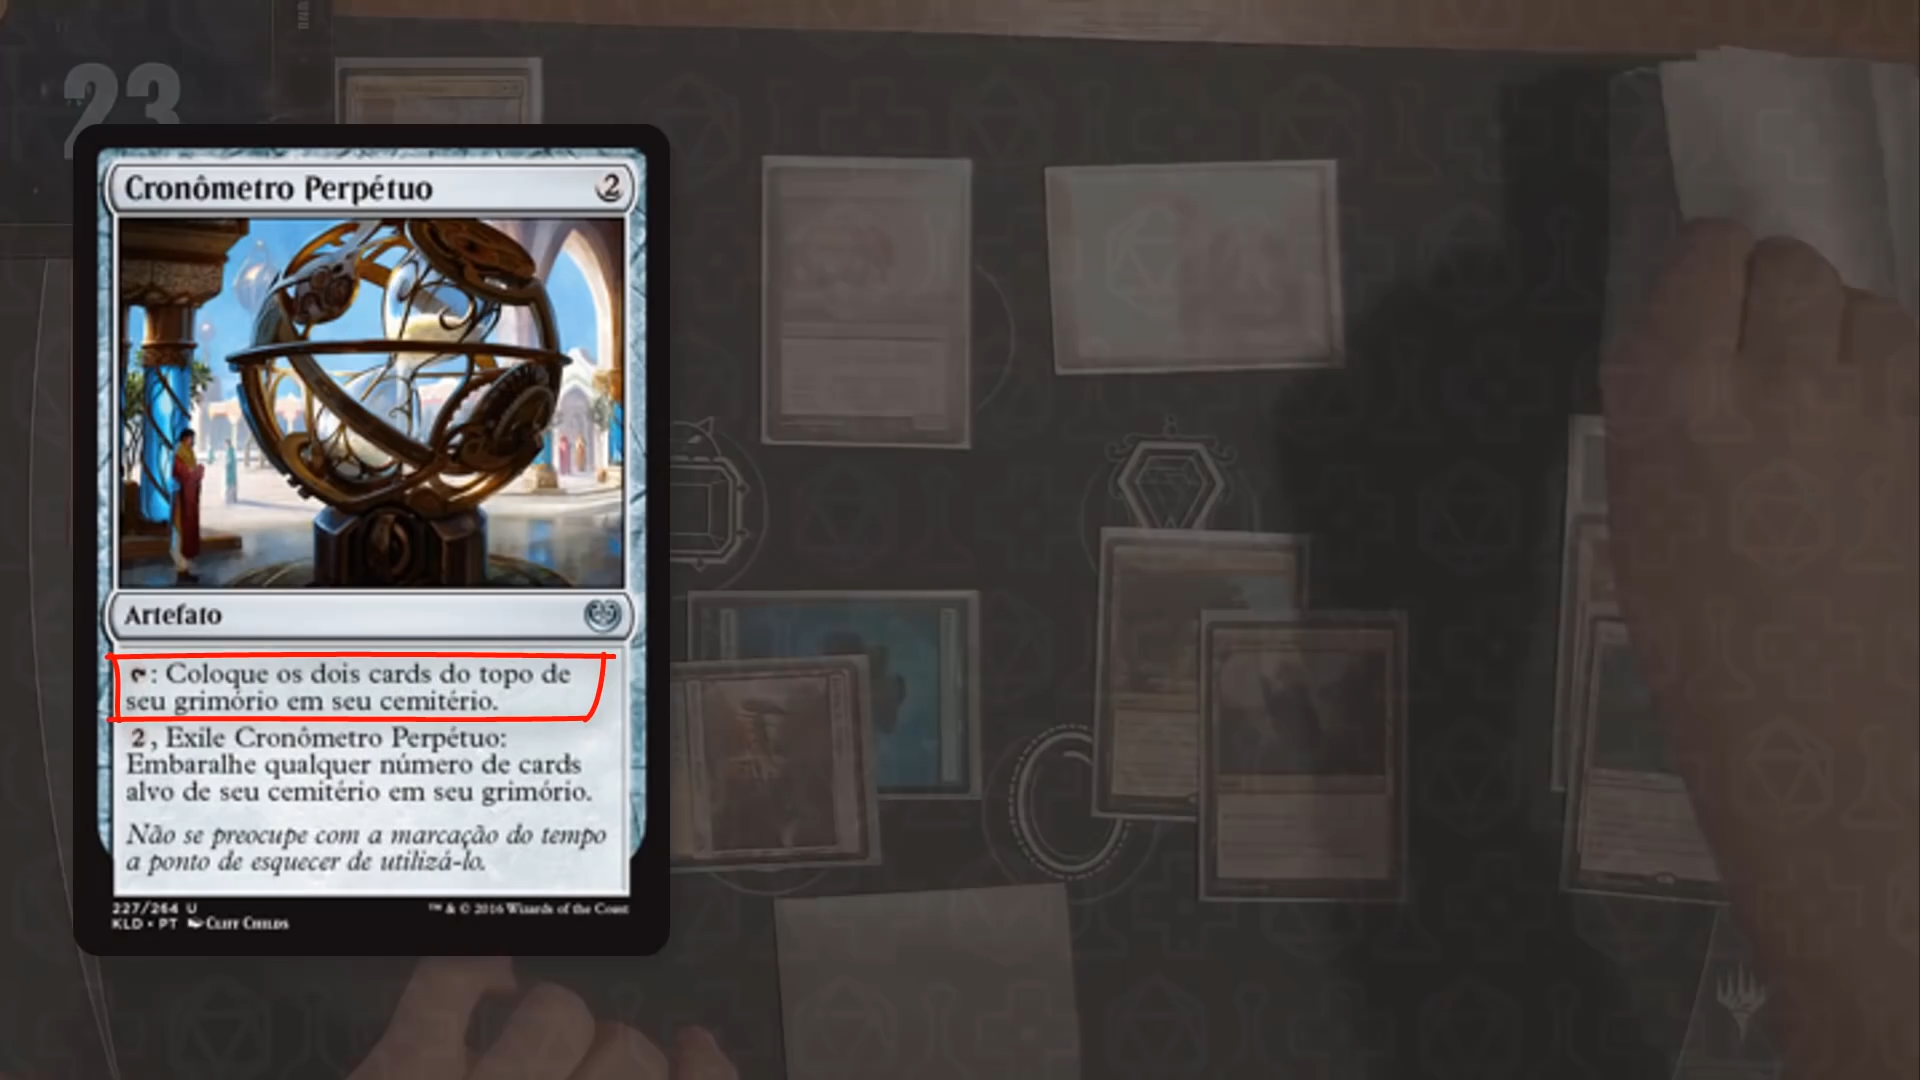 23
Cronômetro Perpétuo 2
Artefato
: Coloque os dois cards do topo de
seu grimório em seu cemitério.
2, Exile Cronômetro Perpétuo:
Embaralhe qualquer número de cards
alvo de seu cemitério em seu grimório.
Não se preocupe com a marcação do tempo
a ponto de esquecer de utilizá-lo.
227/264 U
™ & © 2016 Wizards of the Coast
KLD • PT Cliff Childs